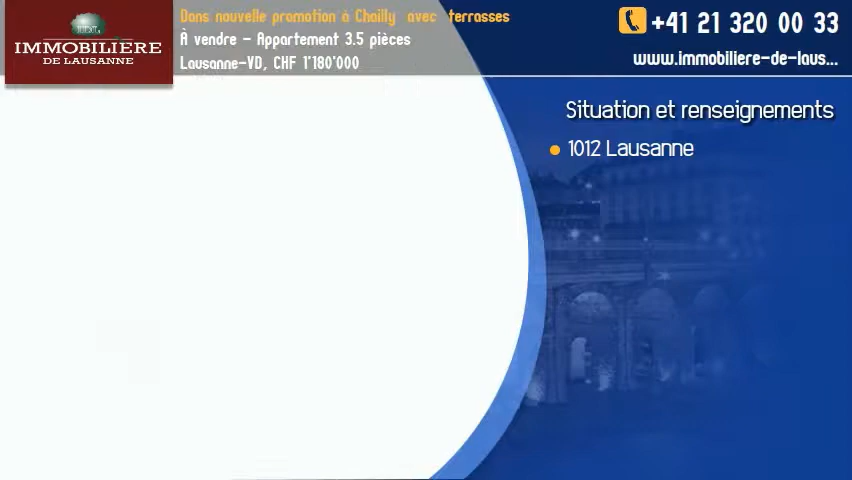 IMMOBILIÈRE
DE LAUSANNE
Dans nouvelle promotion à Chailly avec terrasses
À vendre - Appartement 3.5 pièces
Lausanne-VD, CHF 1'180'000
+41 21 320 00 33
www.immobiliere-de-laus...
Situation et renseignements
1012 Lausanne